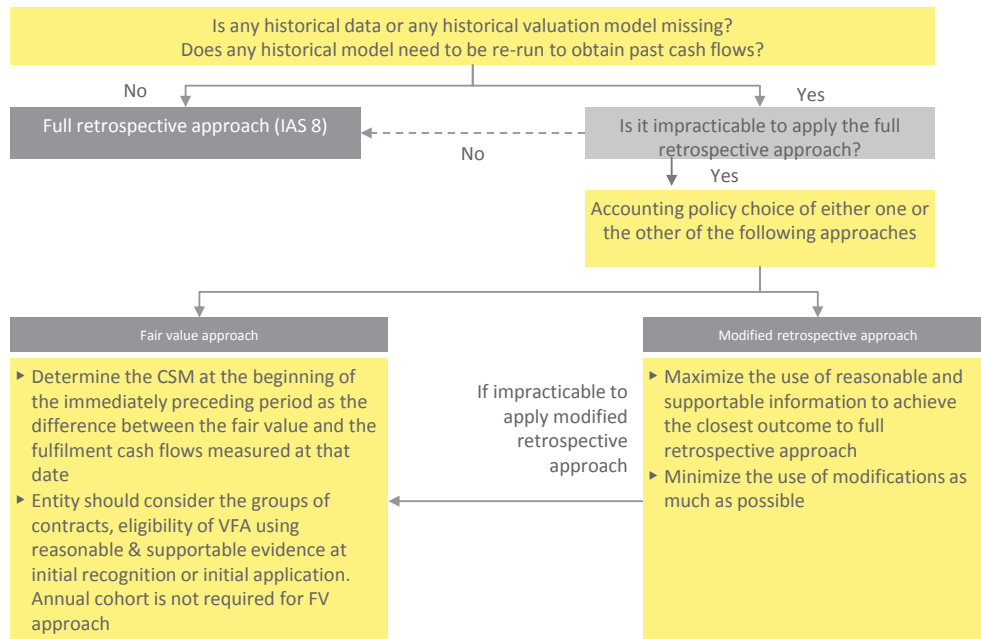 Is any historical data or any historical valuation model missing?
Does any historical model need to be re-run to obtain past cash flows?
No
Yes
Full retrospective approach (IAS 8)
Is it impracticable to apply the full
retrospective approach?
No
Yes
Accounting policy choice of either one or
the other of the following approaches
Fair value approach
Modified retrospective approach
‣ Determine the CSM at the beginning of
the immediately preceding period as the
difference between the fair value and the
fulfilment cash flows measured at that
date
‣ Entity should consider the groups of
contracts, eligibility of VFA using
reasonable & supportable evidence at
initial recognition or initial application.
Annual cohort is not required for FV
approach
If impracticable to
apply modified
retrospective
approach
‣ Maximize the use of reasonable and
supportable information to achieve
the closest outcome to full
retrospective approach
‣ Minimize the use of modifications as
much as possible